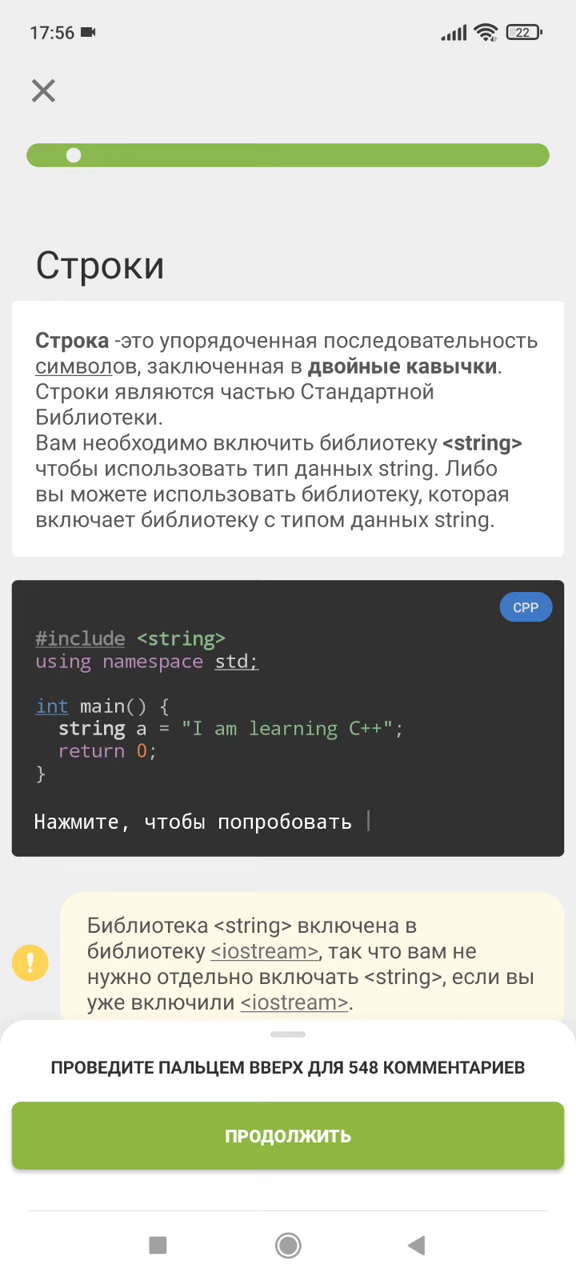 17:56
22
Строки
Строка -это упорядоченная последовательность
символов, заключенная в двойные кавычки.
Строки являются частью Стандартной
Библиотеки.
Вам необходимо включить библиотеку <string>
чтобы использовать тип данных string. Либо
вы можете использовать библиотеку, которая
включает библиотеку с типом данных string.
CPP
#include <string>
using namespace std;
int main() {
string a = "I am learning C++";
return 0;
}
Нажмите, чтобы попробовать
Библиотека <string> включена в
библиотеку <iostream>, так что вам не
нужно отдельно включать <string>, если вы
уже включили <iostream>.
ПРОВЕДИТЕ ПАЛЬЦЕМ ВВЕРХ ДЛЯ 548 КОММЕНТАРИЕВ
ПРОДОЛЖИТЬ